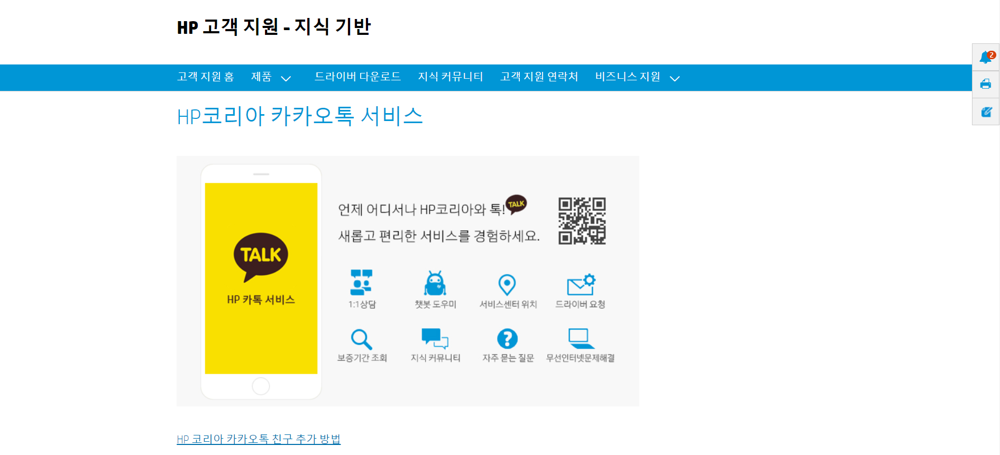 HP 고객 지원 - 지식 기반
2
고객 지원 홈 제품 드라이버 다운로드 지식 커뮤니티 고객 지원 연락처 비즈니스 지원
HP코리아 카카오톡 서비스
TALK
HP 카톡 서비스
언제 어디서나 HP코리아와 톡! TALK
새롭고 편리한 서비스를 경험하세요.
1:1상담 챗봇 도우미 서비스센터 위치 드라이버 요청
보증기간 조회 지식 커뮤니티 자주 묻는 질문 무선인터넷문제해결
HP 코리아 카카오톡 친구 추가 방법